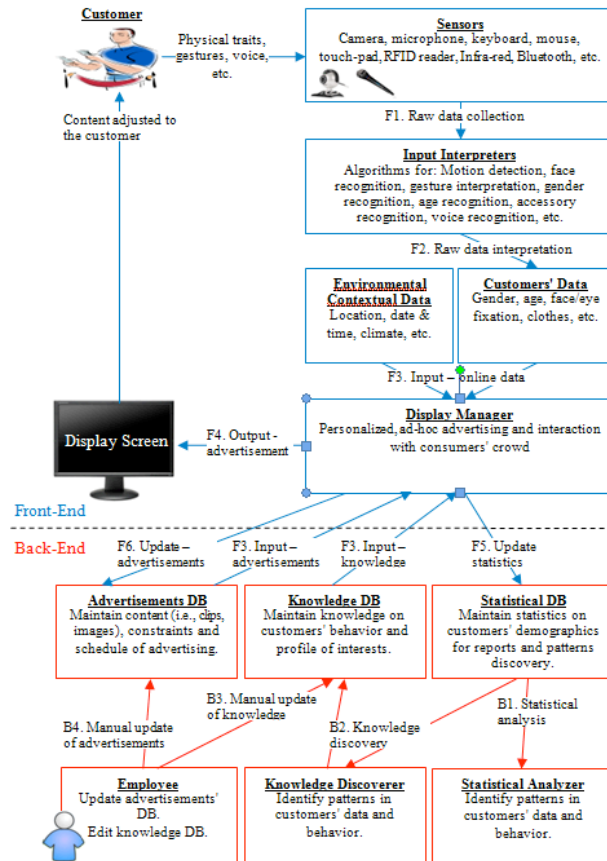 Customer
Physical traits,
gestures, voice,
etc.
Sensors
Camera, microphone, keyboard, mouse,
touch-pad, RFID reader, Infra-red, Bluetooth, etc.
Content adjusted to
the customer
F1. Raw data collection
Input Interpreters
Algorithms for: Motion detection, face
recognition, gesture interpretation, gender
recognition, age recognition, accessory
recognition, voice recognition, etc.
F2. Raw data interpretation
Environmental
Contextual Data
Location, date &
time, climate, etc.
Customers' Data
Gender, age, face/eye
fixation, clothes, etc.
F3. Input – online data
Display Manager
Personalized, ad-hoc advertising and interaction
with consumers' crowd
F4. Output -
advertisement
Display Screen
Front-End
Back-End
F6. Update –
advertisements
F3. Input –
advertisements
F3. Input –
knowledge
F5. Update
statistics
Advertisements DB
Maintain content (i.e., clips,
images), constraints and
schedule of advertising.
Knowledge DB
Maintain knowledge on
customers' behavior and
profile of interests.
Statistical DB
Maintain statistics on
customers' demographics
for reports and patterns
discovery.
B4. Manual update
of advertisements
B3. Manual update
of knowledge
B2. Knowledge
discovery
B1. Statistical
analysis
Employee
Update advertisements'
DB.
Edit knowledge DB.
Knowledge Discoverer
Identify patterns in
customers' data and
behavior.
Statistical Analyzer
Identify patterns in
customers' data and
behavior.